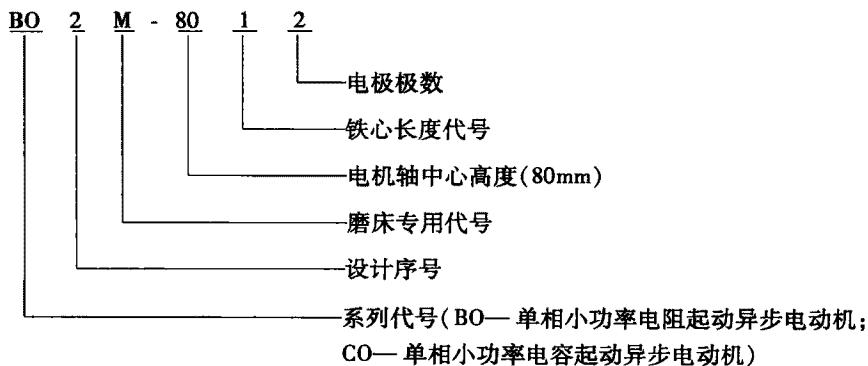 BO 2 M - 80 1 2
电极极数
铁心长度代号
电机轴中心高度(80mm)
磨床专用代号
设计序号
系列代号(BO— 单相小功率电阻起动异步电动机;
CO— 单相小功率电容起动异步电动机)